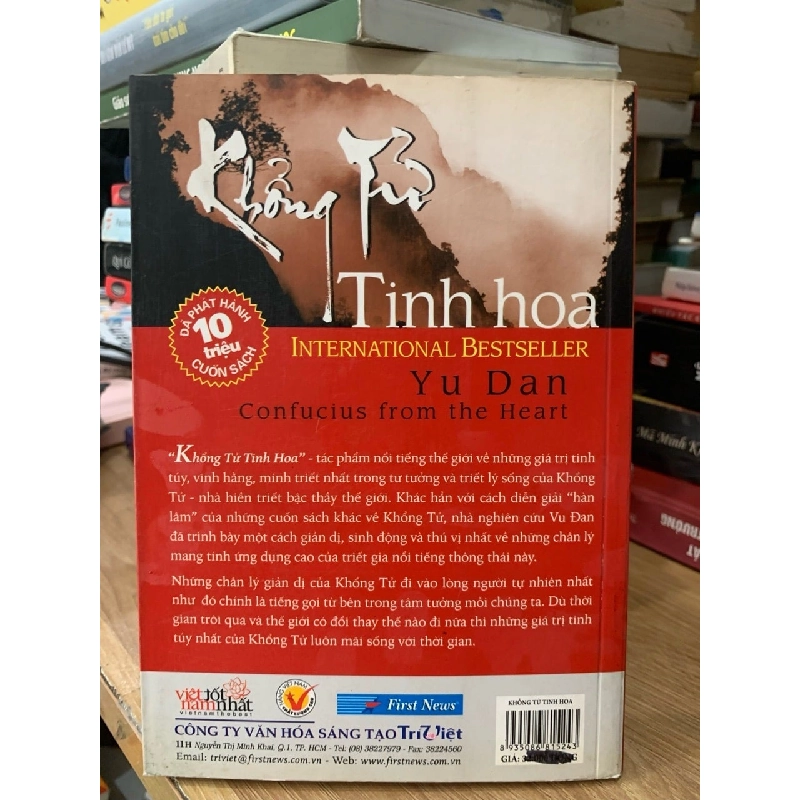 Khổng Tử
Tinh hoa
ĐÃ PHÁT HÀNH
10
triệu
CUỐN SÁCH
INTERNATIONAL BESTSELLER
Yu Dan
Confucius from the Heart
"Khổng Tử Tinh Hoa" - tác phẩm nổi tiếng thế giới về những giá trị tinh
túy, vĩnh hằng, minh triết nhất trong tư tưởng và triết lý sống của Khổng
Tử - nhà hiền triết bậc thầy thế giới. Khác hẳn với cách diễn giải "hàn
lâm" của những cuốn sách khác về Khổng Tử, nhà nghiên cứu Vu Đan
đã trình bày một cách giản dị, sinh động và thú vị nhất về những chân lý
mang tính ứng dụng cao của triết gia nổi tiếng thông thái này.
Những chân lý giản dị của Khổng Tử đi vào lòng người tự nhiên nhất
như đó chính là tiếng gọi từ bên trong tâm tưởng mỗi chúng ta. Dù thời
gian trôi qua và thế giới có đổi thay thế nào đi nữa thì những giá trị tinh
túy nhất của Khổng Tử luôn mãi sống với thời gian.
việt tốt
nam nhất
vietnamthebest
First News
KHỔNG TỬ TINH HOA
CÔNG TY VĂN HÓA SÁNG TẠO TRÍ VIỆT
11H Nguyễn Thị Minh Khai, Q.1, TP. HCM - Tel: (08) 38227979 - Fax: 38224560
Email: triviet@firstnews.com.vn - Web: www.firstnews.com.vn
8 935086 815243
GIÁ:
Mã Minh